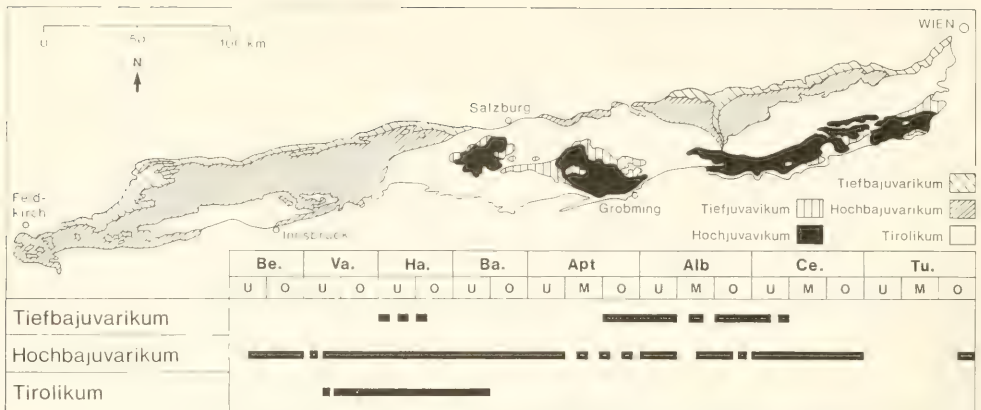 WIEN
0 50 100 km
N
Salzburg
Feld-
kirch
Innsbruck
Gröbming
Tiefbajuvarikum
Tiefjuvavikum Hochbajuvarikum
Hochjuvavikum Tirolikum
Be. Va. Ha. Ba. Apt Alb Ce. Tu.
U O U O U O U O U M O U M O U M O U M O
Tiefbajuvarikum
Hochbajuvarikum
Tirolikum